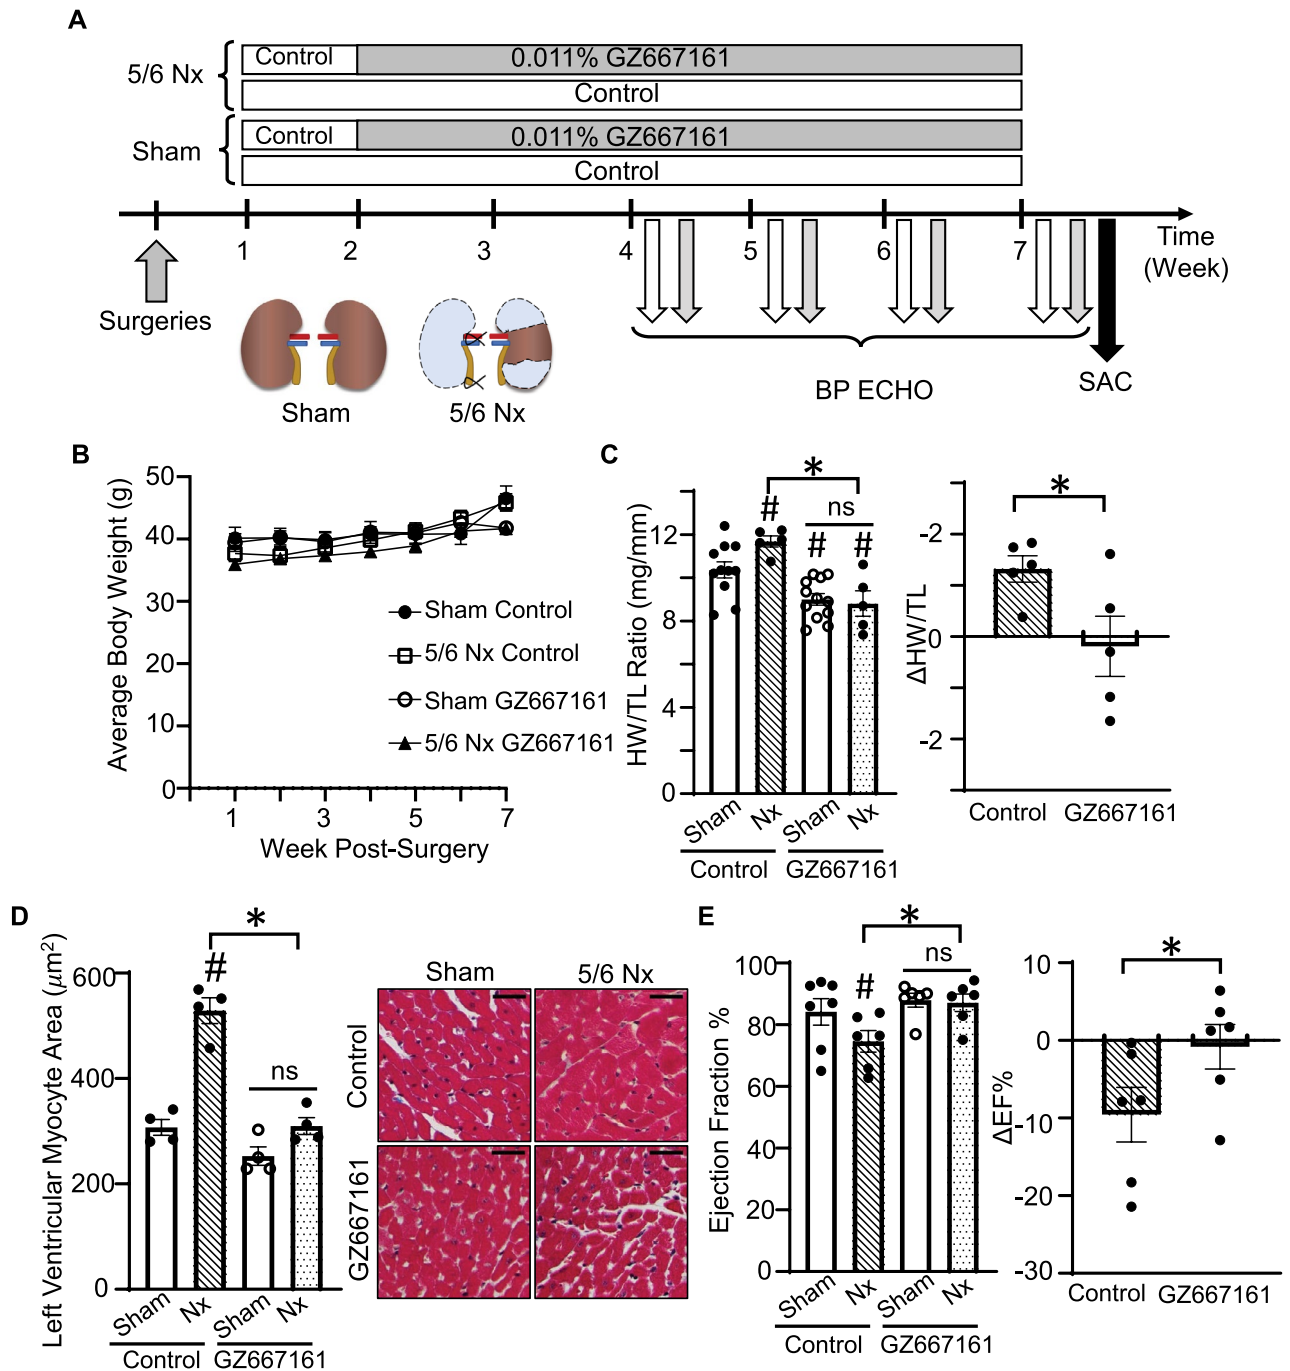 A
5/6 Nx
Control
0.011% GZ667161
Control
Sham
Control
0.011% GZ667161
Control
1
2
3
4
5
6
7
Time
(Week)
Surgeries
Sham
5/6 Nx
BP ECHO
SAC
B
Average Body Weight (g)
50
40
30
20
10
0
1
3
5
7
Week Post-Surgery
Sham Control
5/6 Nx Control
Sham GZ667161
5/6 Nx GZ667161
C
HW/TL Ratio (mg/mm)
12
8
4
0
*
#
ns
#
#
Sham
Nx
Sham
Nx
Control
GZ667161
ΔHW/TL
-2
0
-2
*
Control
GZ667161
D
Left Ventricular Myocyte Area (μm²)
600
400
200
0
*
#
ns
Sham
Nx
Sham
Nx
Control
GZ667161
Sham
5/6 Nx
Control
GZ667161
E
Ejection Fraction %
100
80
60
40
20
0
*
#
ns
Sham
Nx
Sham
Nx
Control
GZ667161
ΔEF%
10
0
-10
-20
-30
*
Control
GZ667161